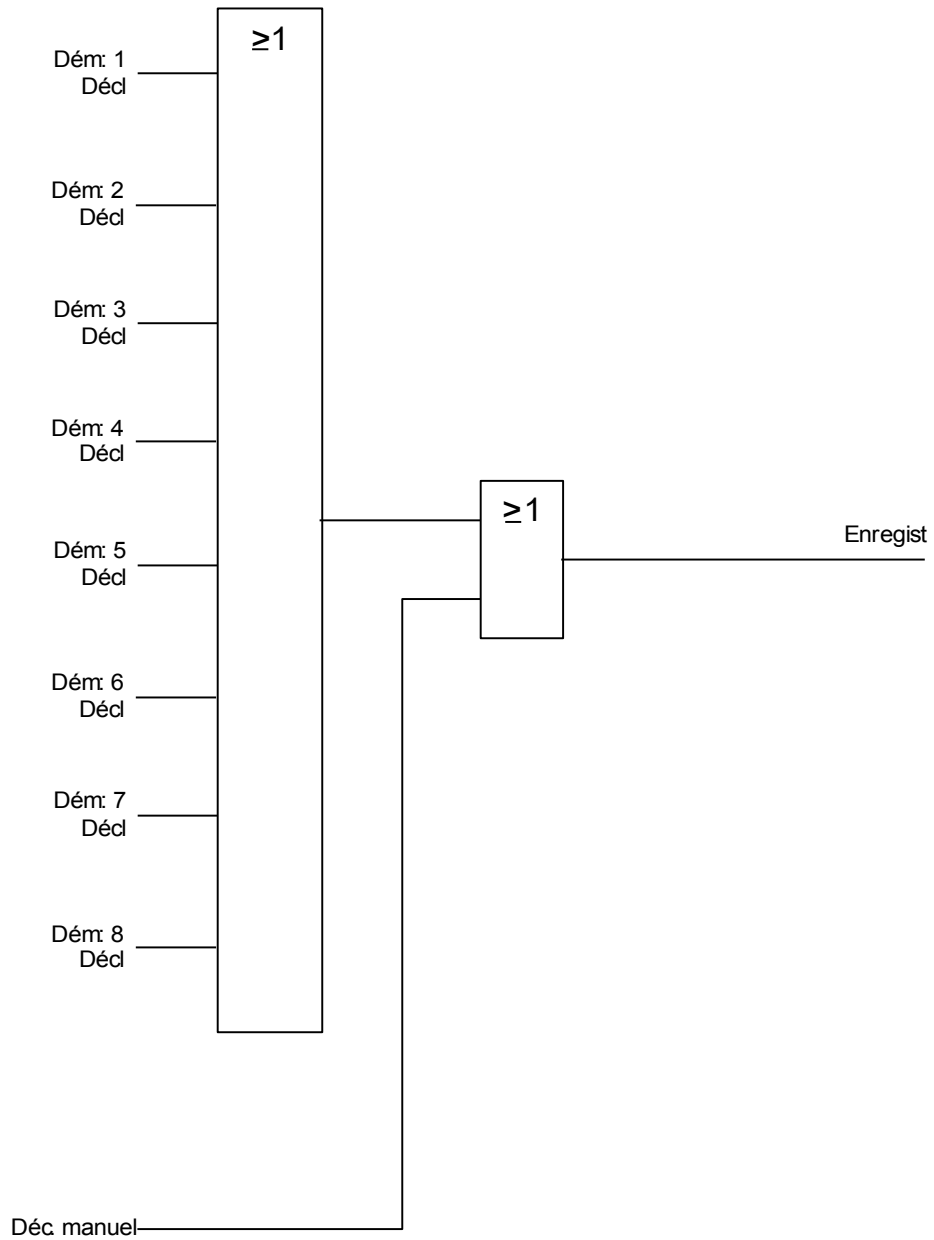 ≥1
Dém: 1
Décl
Dém: 2
Décl
Dém: 3
Décl
Dém: 4
Décl
≥1
Enregist
Dém: 5
Décl
Dém: 6
Décl
Dém: 7
Décl
Dém: 8
Décl
Déc. manuel